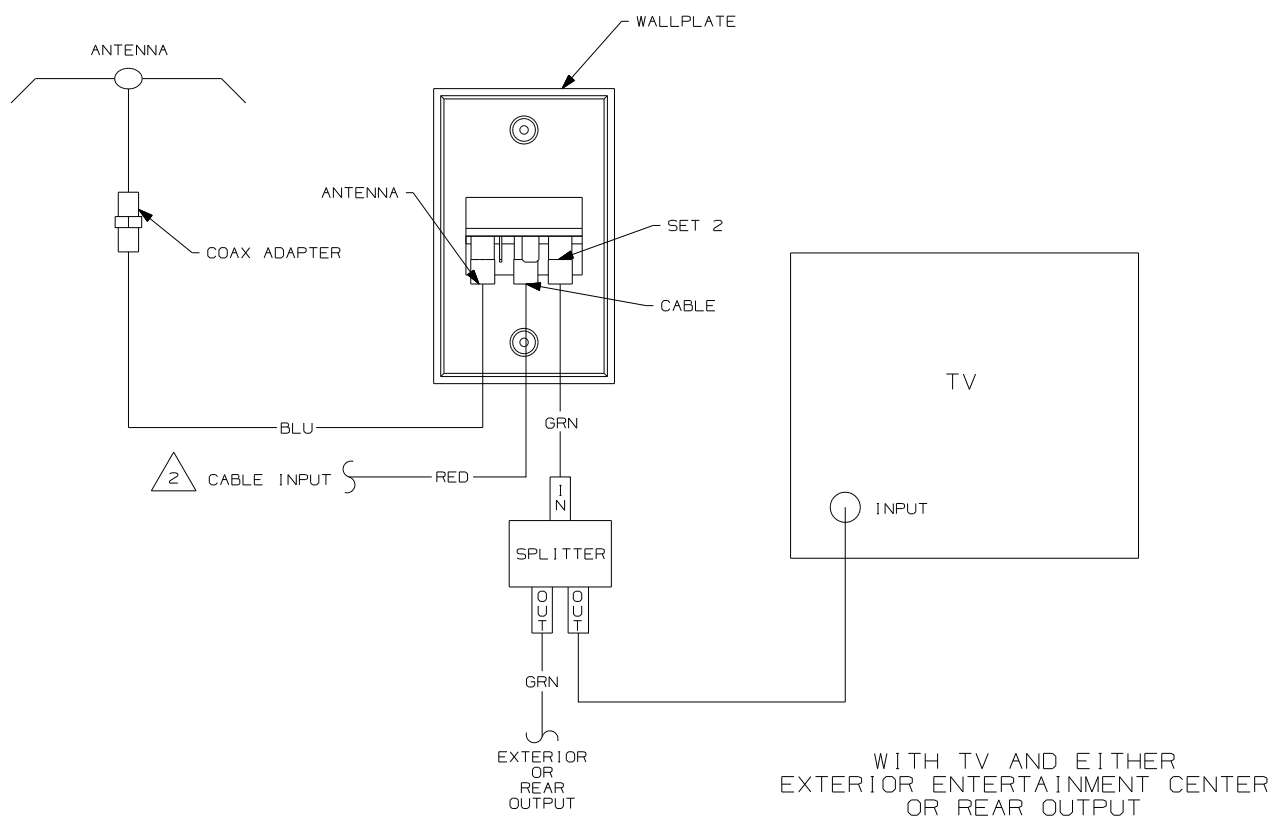 WALLPLATE
ANTENNA
ANTENNA
SET 2
COAX ADAPTER
CABLE
TV
GRN
BLU
2 CABLE INPUT
RED
IN
INPUT
SPLITTER
OUT
OUT
GRN
EXTERIOR
OR
REAR
OUTPUT
WITH TV AND EITHER
EXTERIOR ENTERTAINMENT CENTER
OR REAR OUTPUT